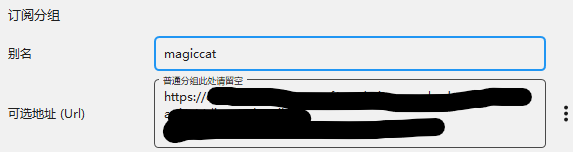 订阅分组
别名
magiccat
普通分组此处请留空
https://
可选地址 (Url)